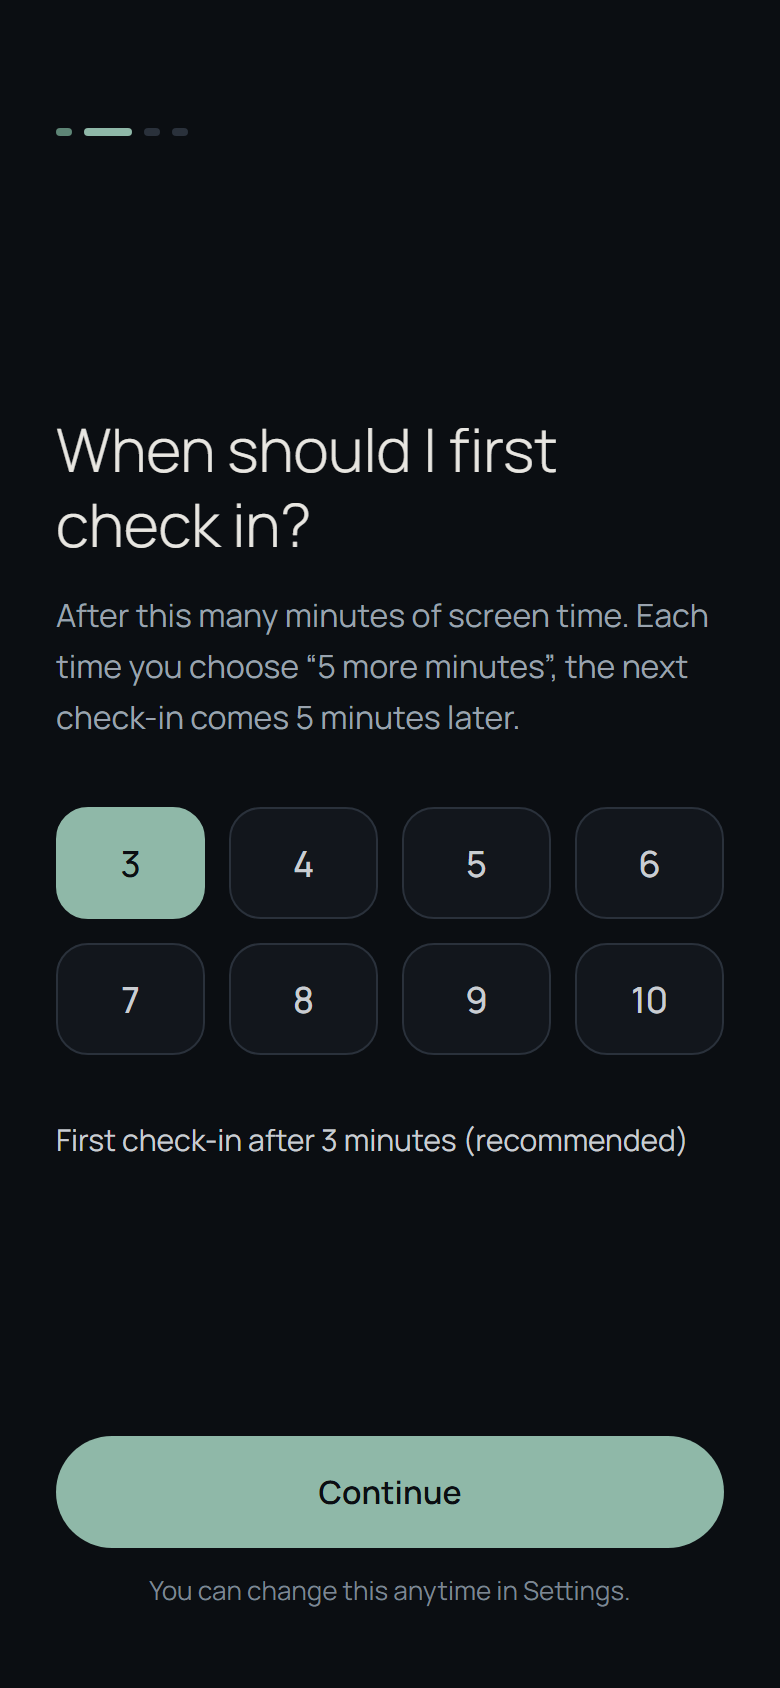 When should I first
check in?
After this many minutes of screen time. Each
time you choose “5 more minutes”, the next
check-in comes 5 minutes later.
3 4 5 6
7 8 9 10
First check-in after 3 minutes (recommended)
Continue
You can change this anytime in Settings.